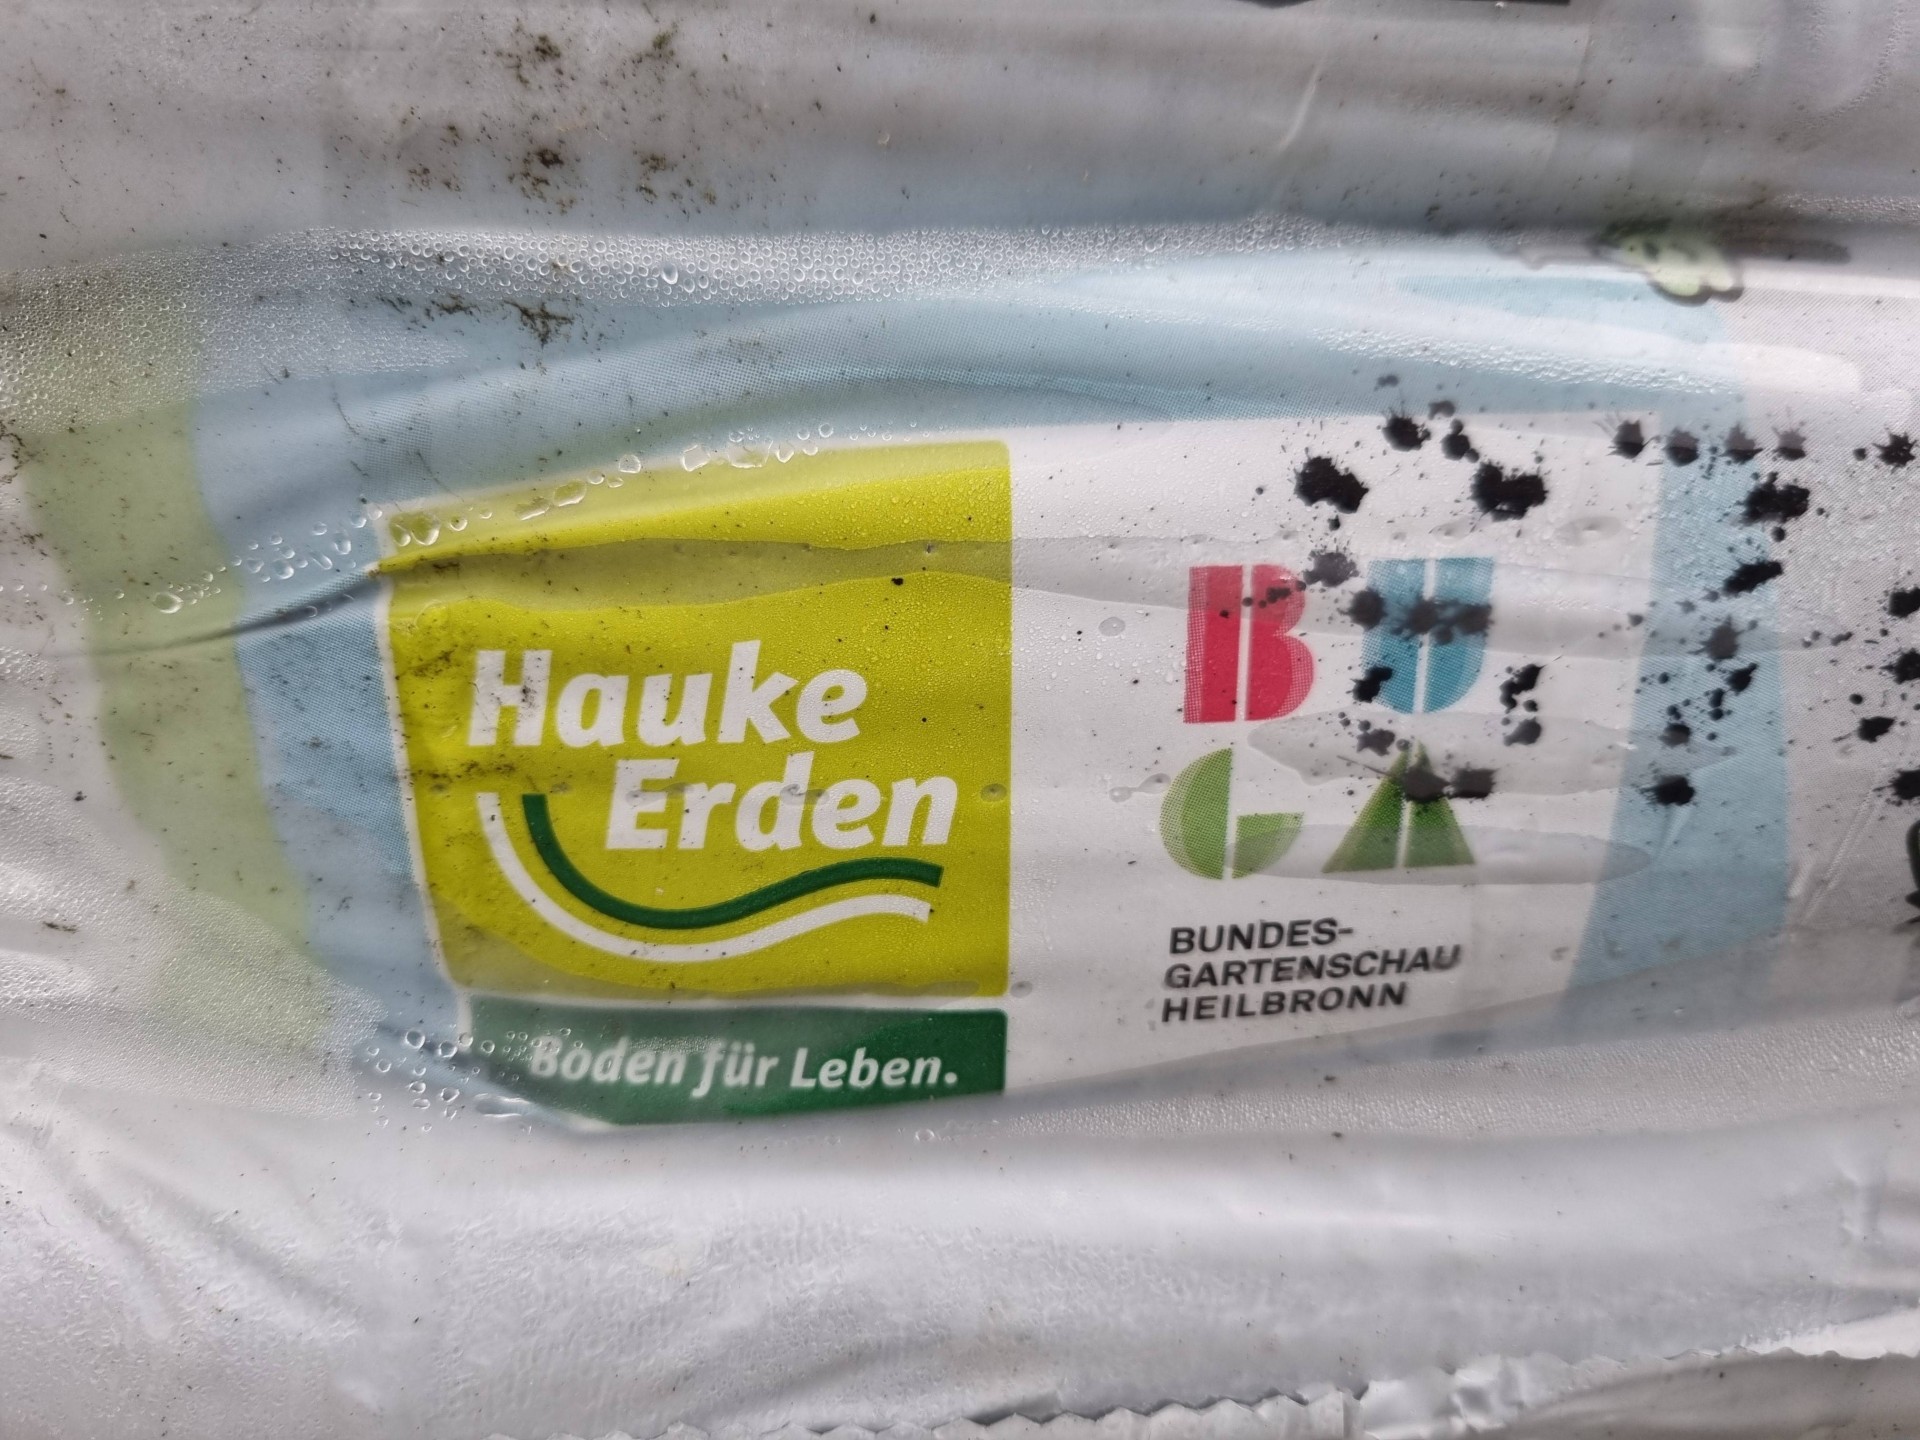 Hauke
Erden
Boden für Leben.
BU
GA
BUNDES-
GARTENSCHAU
HEILBRONN